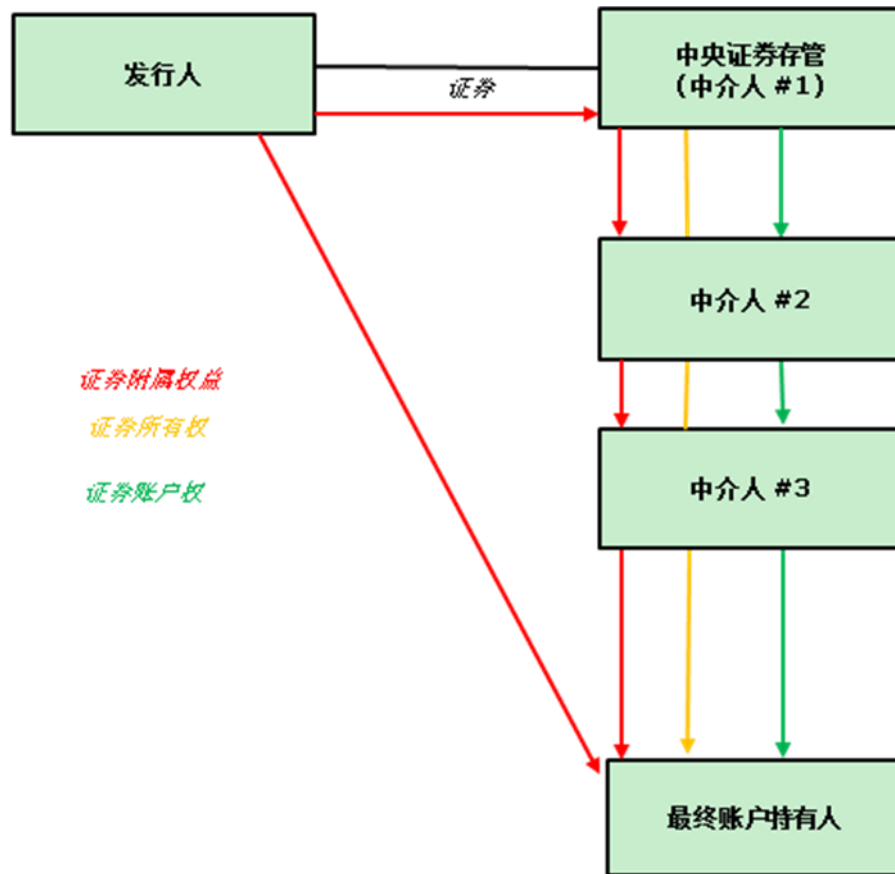 发行人
中央证券存管
（中介人 #1）
证券
中介人 #2
证券附属权益
证券所有权
证券账户权
中介人 #3
最终账户持有人